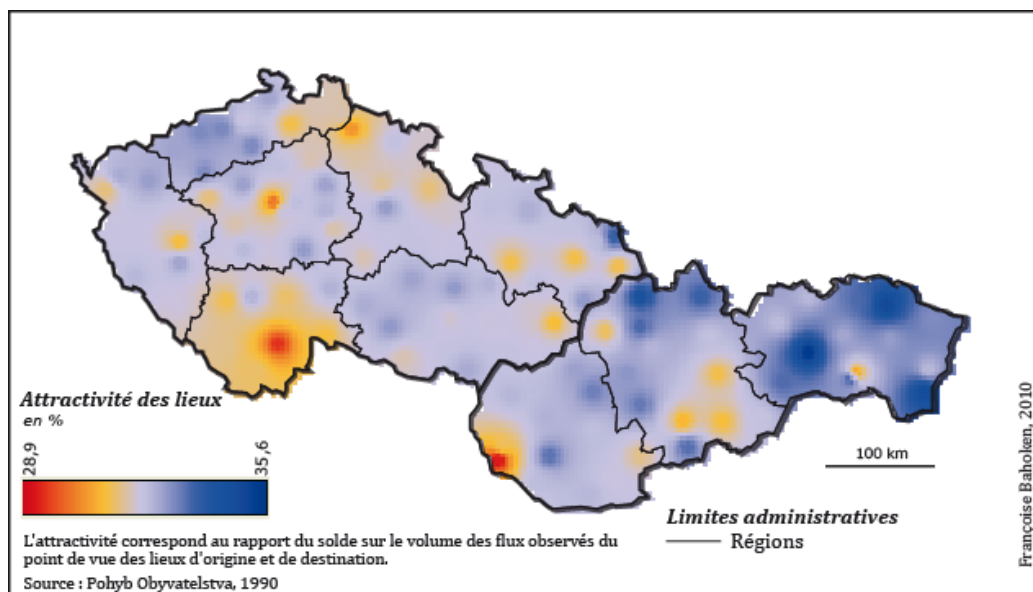 Attractivité des lieux
en %
28,9
35,6
100 km
Limites administratives
Régions
L'attractivité correspond au rapport du solde sur le volume des flux observés du
point de vue des lieux d'origine et de destination.
Source : Pohyb Obyvatelstva, 1990
Françoise Bahoken, 2010